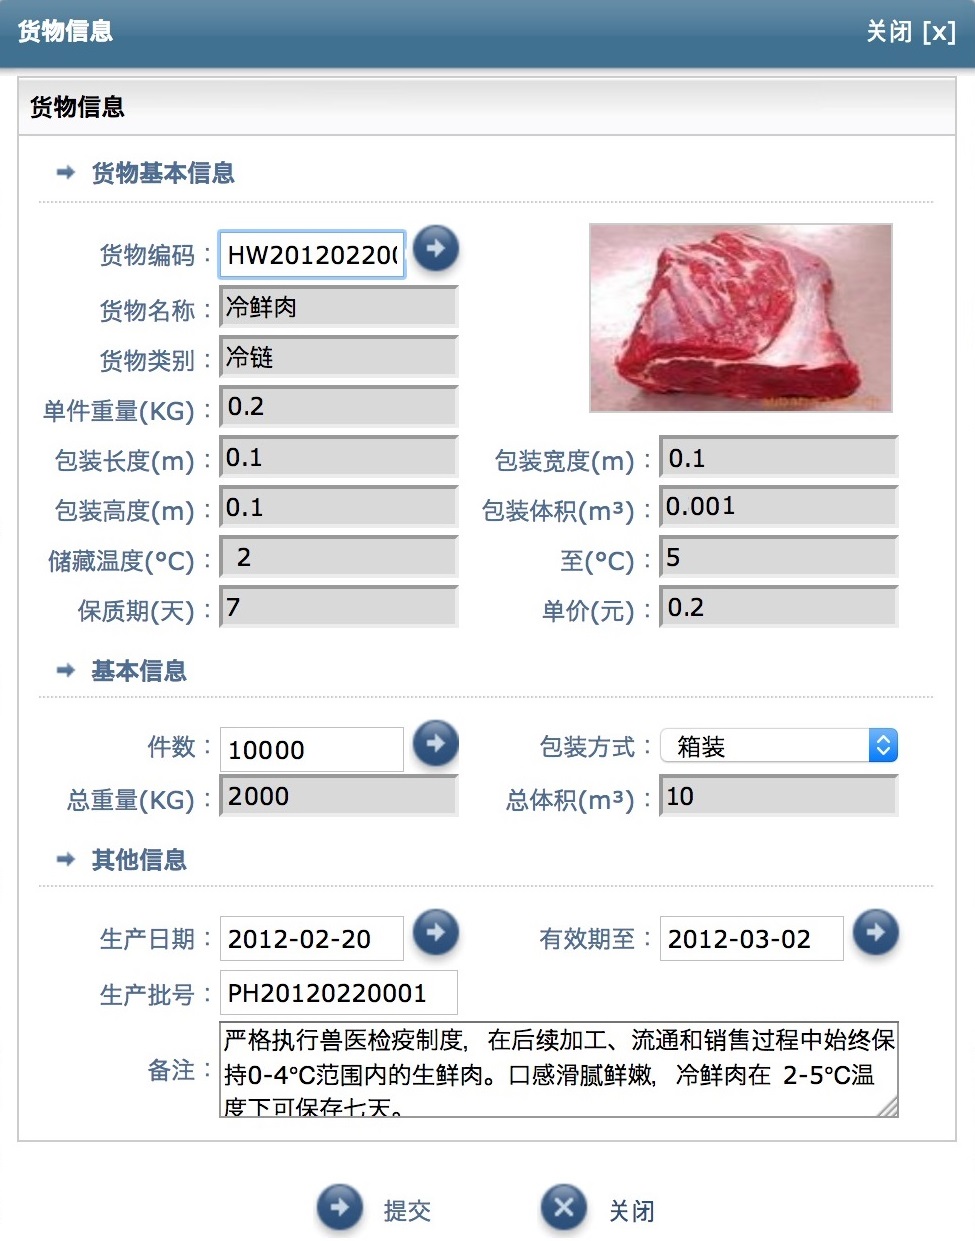 货物信息 关闭 [x]
货物信息
货物基本信息
货物编码： HW20120220
货物名称： 冷鲜肉
货物类别： 冷链
单件重量(KG)： 0.2
包装长度(m)： 0.1 包装宽度(m)： 0.1
包装高度(m)： 0.1 包装体积(m³)： 0.001
储藏温度(°C)： 2 至(°C)： 5
保质期(天)： 7 单价(元)： 0.2
基本信息
件数： 10000 包装方式： 箱装
总重量(KG)： 2000 总体积(m³)： 10
其他信息
生产日期： 2012-02-20 有效期至： 2012-03-02
生产批号： PH20120220001
备注： 严格执行兽医检疫制度，在后续加工、流通和销售过程中始终保
持0-4°C范围内的生鲜肉。口感滑腻鲜嫩，冷鲜肉在 2-5°C温
度下可保存七天。
提交 关闭